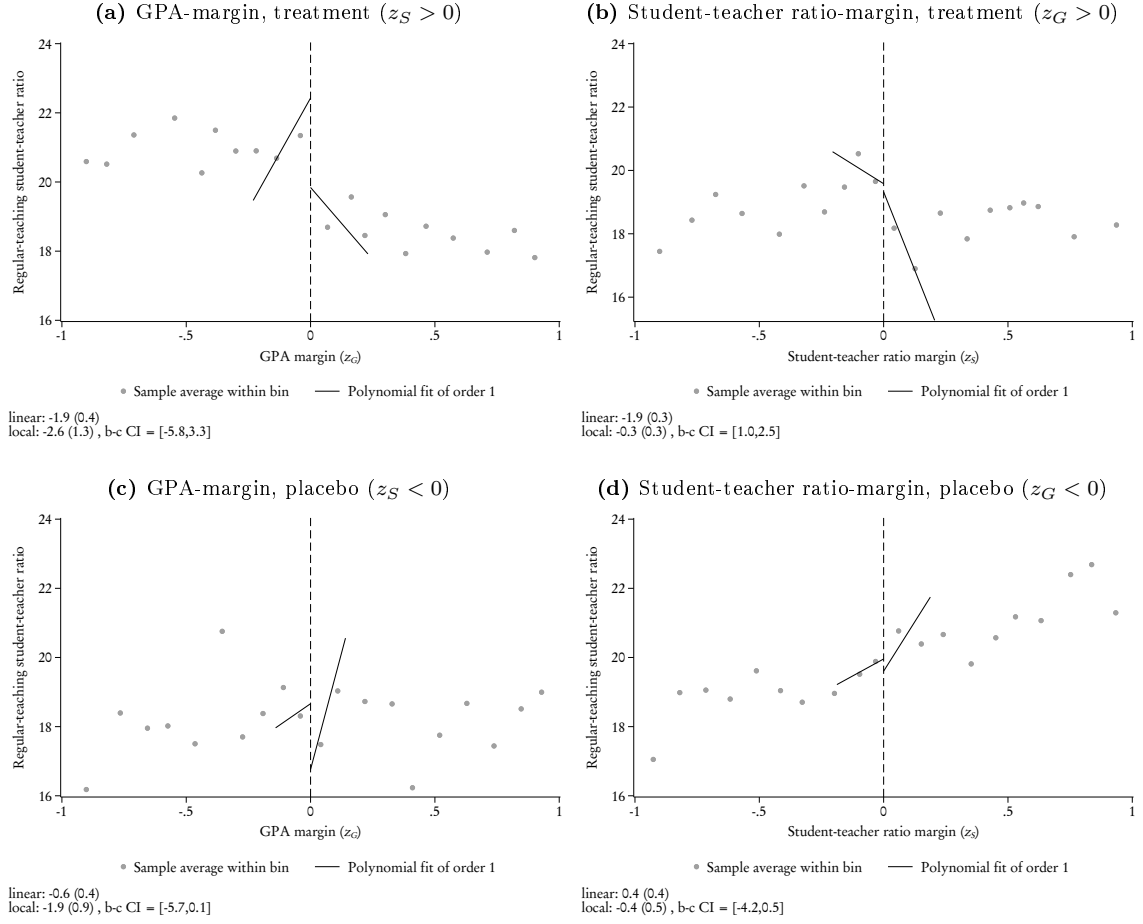 (a) GPA-margin, treatment (z_S > 0)
Regular-teaching student-teacher ratio
24
22
20
18
16
-1 -.5 0 .5 1
GPA margin (z_G)
Sample average within bin Polynomial fit of order 1
linear: -1.9 (0.4)
local: -2.6 (1.3) , b-c CI = [-5.8,3.3]
(b) Student-teacher ratio-margin, treatment (z_G > 0)
Regular-teaching student-teacher ratio
24
22
20
18
16
-1 -.5 0 .5 1
Student-teacher ratio margin (z_S)
Sample average within bin Polynomial fit of order 1
linear: -1.9 (0.3)
local: -0.3 (0.3) , b-c CI = [1.0,2.5]
(c) GPA-margin, placebo (z_S < 0)
Regular-teaching student-teacher ratio
24
22
20
18
16
-1 -.5 0 .5 1
GPA margin (z_G)
Sample average within bin Polynomial fit of order 1
linear: -0.6 (0.4)
local: -1.9 (0.9) , b-c CI = [-5.7,0.1]
(d) Student-teacher ratio-margin, placebo (z_G < 0)
Regular-teaching student-teacher ratio
24
22
20
18
16
-1 -.5 0 .5 1
Student-teacher ratio margin (z_S)
Sample average within bin Polynomial fit of order 1
linear: 0.4 (0.4)
local: -0.4 (0.5) , b-c CI = [-4.2,0.5]